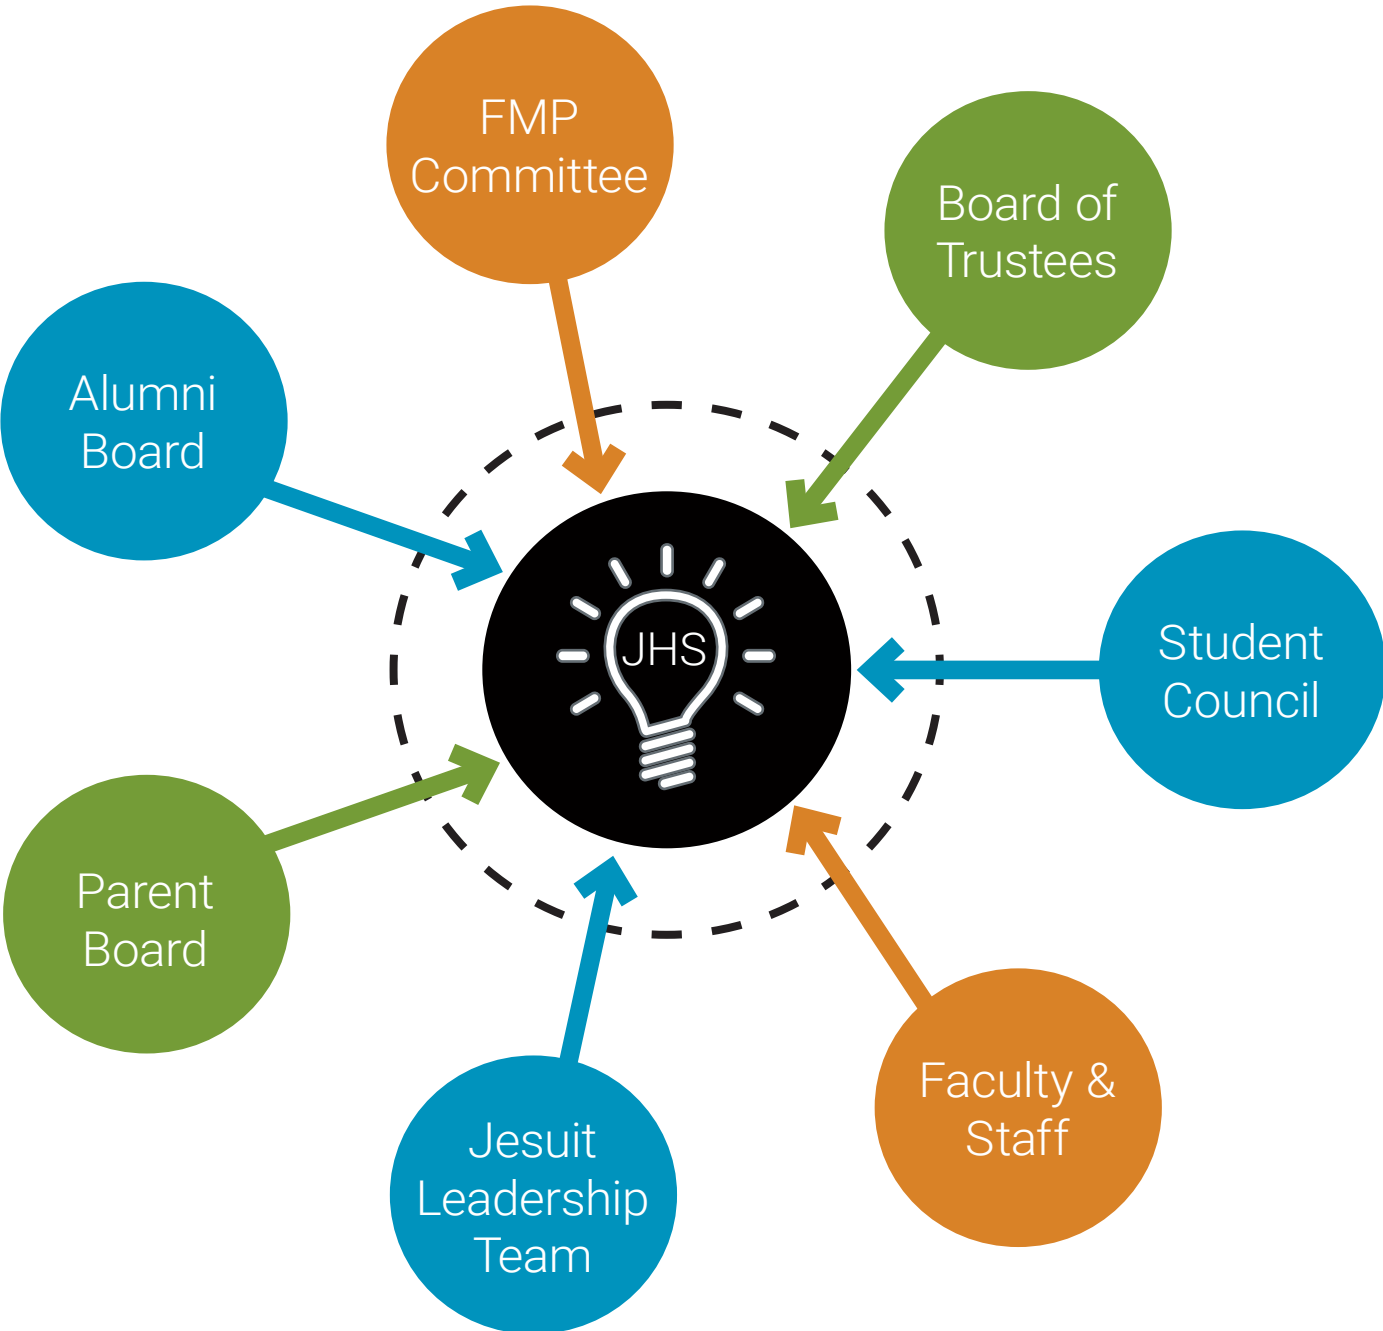 FMP
Committee
Board of
Trustees
Alumni
Board
Student
Council
JHS
Parent
Board
Faculty &
Staff
Jesuit
Leadership
Team